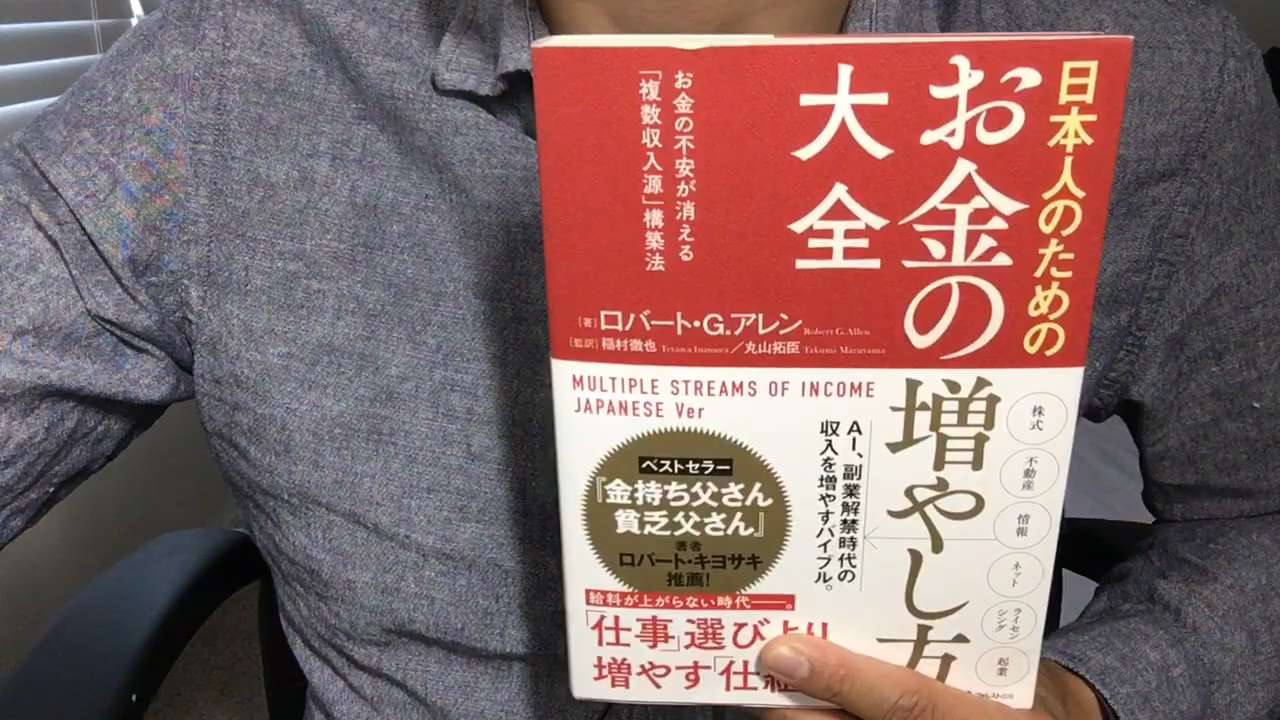 日本人のための
お金の増やし方
大全
お金の不安が消える
「複数収入源」構築法
［著］ロバート・G.アレン Robert G. Allen
［監訳］稲村徹也 Tetsuya Inamura／丸山拓臣 Takumi Maruyama
MULTIPLE STREAMS OF INCOME
JAPANESE Ver
株式
不動産
情報
ネット
ライセンシング
起業
AI、副業解禁時代の
収入を増やすバイブル。
ベストセラー
『金持ち父さん
貧乏父さん』
著者
ロバート・キヨサキ
推薦！
給料が上がらない時代――。
「仕事」選びより
増やす「仕組